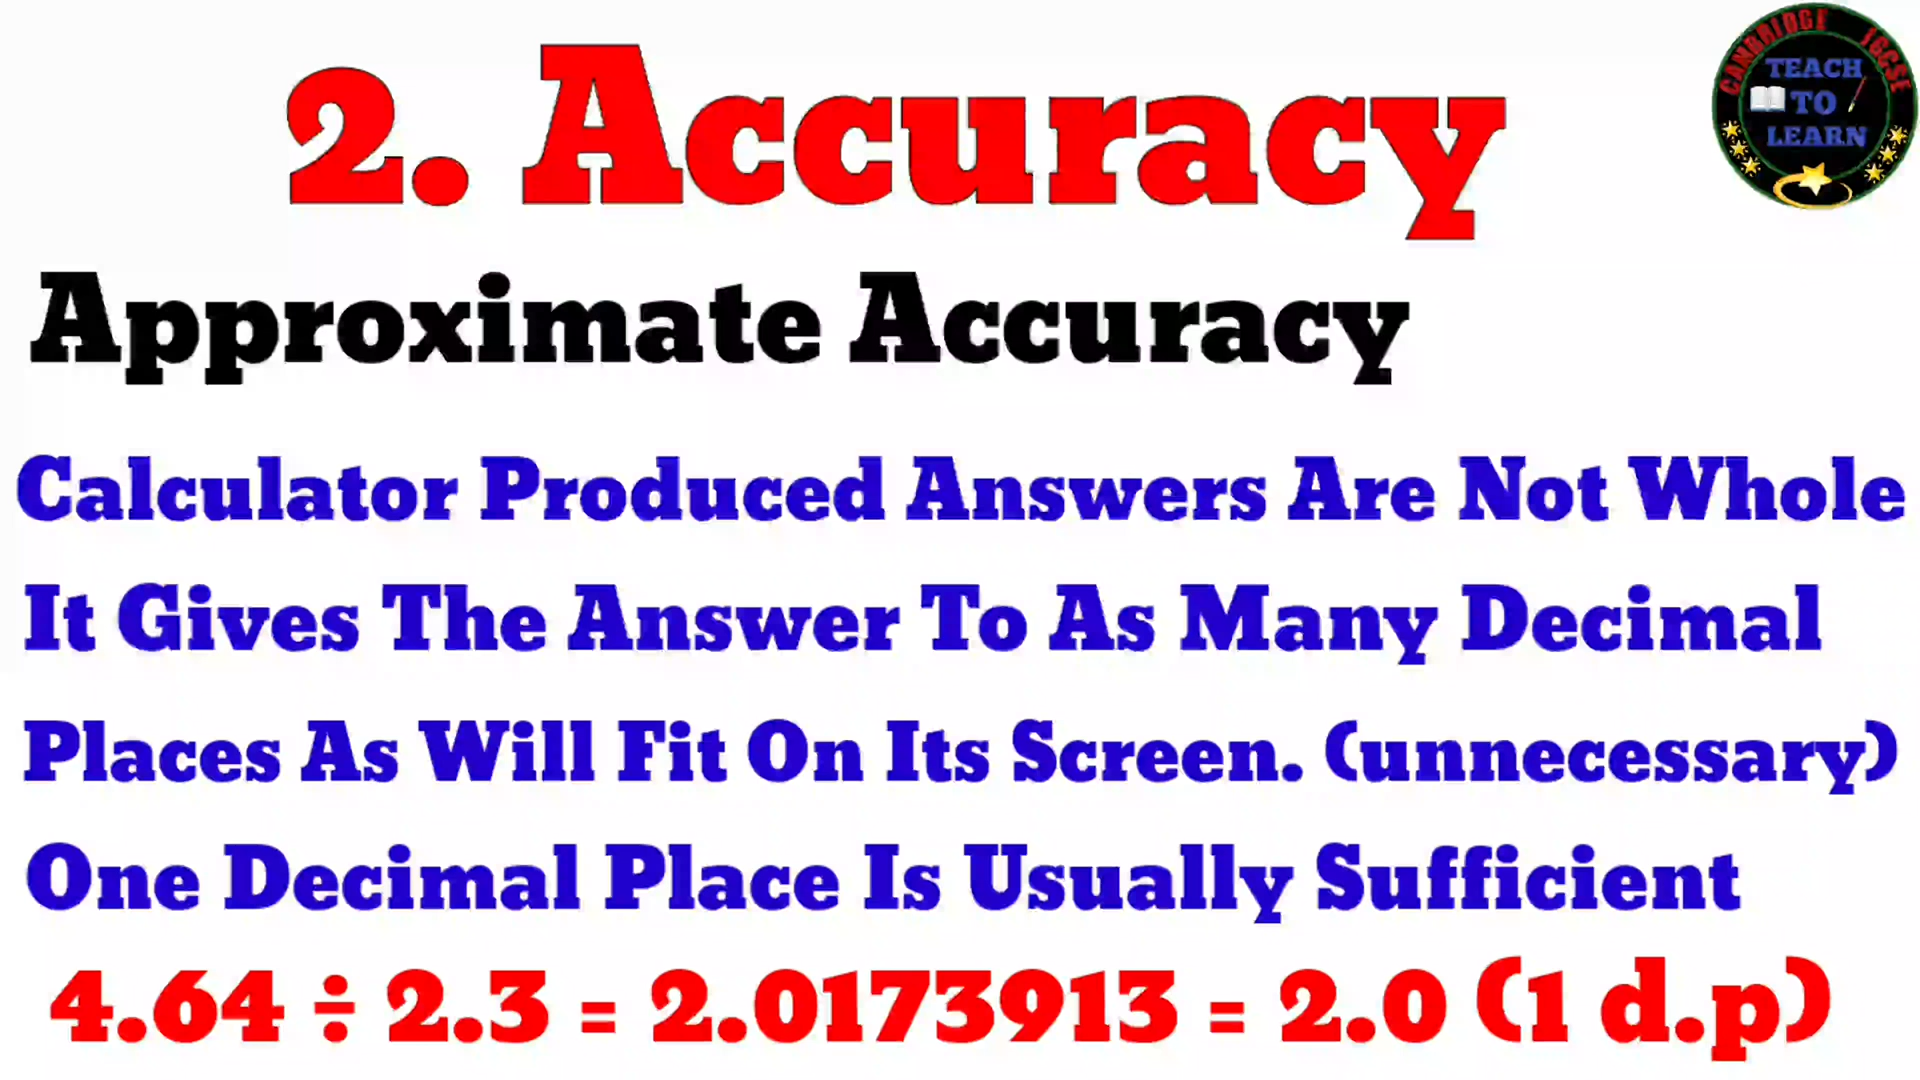 2. Accuracy
CAMBRIDGE IGCSE
TEACH
TO
LEARN
Approximate Accuracy
Calculator Produced Answers Are Not Whole
It Gives The Answer To As Many Decimal
Places As Will Fit On Its Screen. (unnecessary)
One Decimal Place Is Usually Sufficient
4.64 ÷ 2.3 = 2.0173913 = 2.0 (1 d.p)